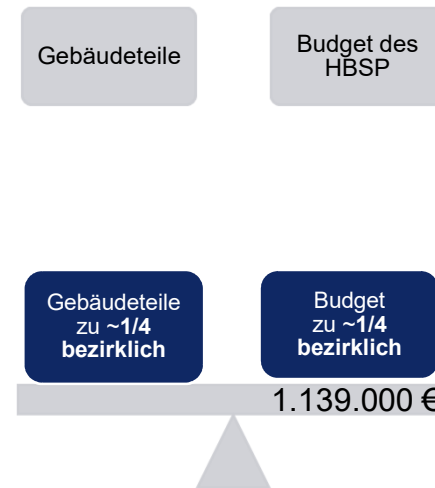 Gebäudeteile
Budget des
HBSP
Gebäudeteile
zu ~1/4
bezirklich
Budget
zu ~1/4
bezirklich
1.139.000 €